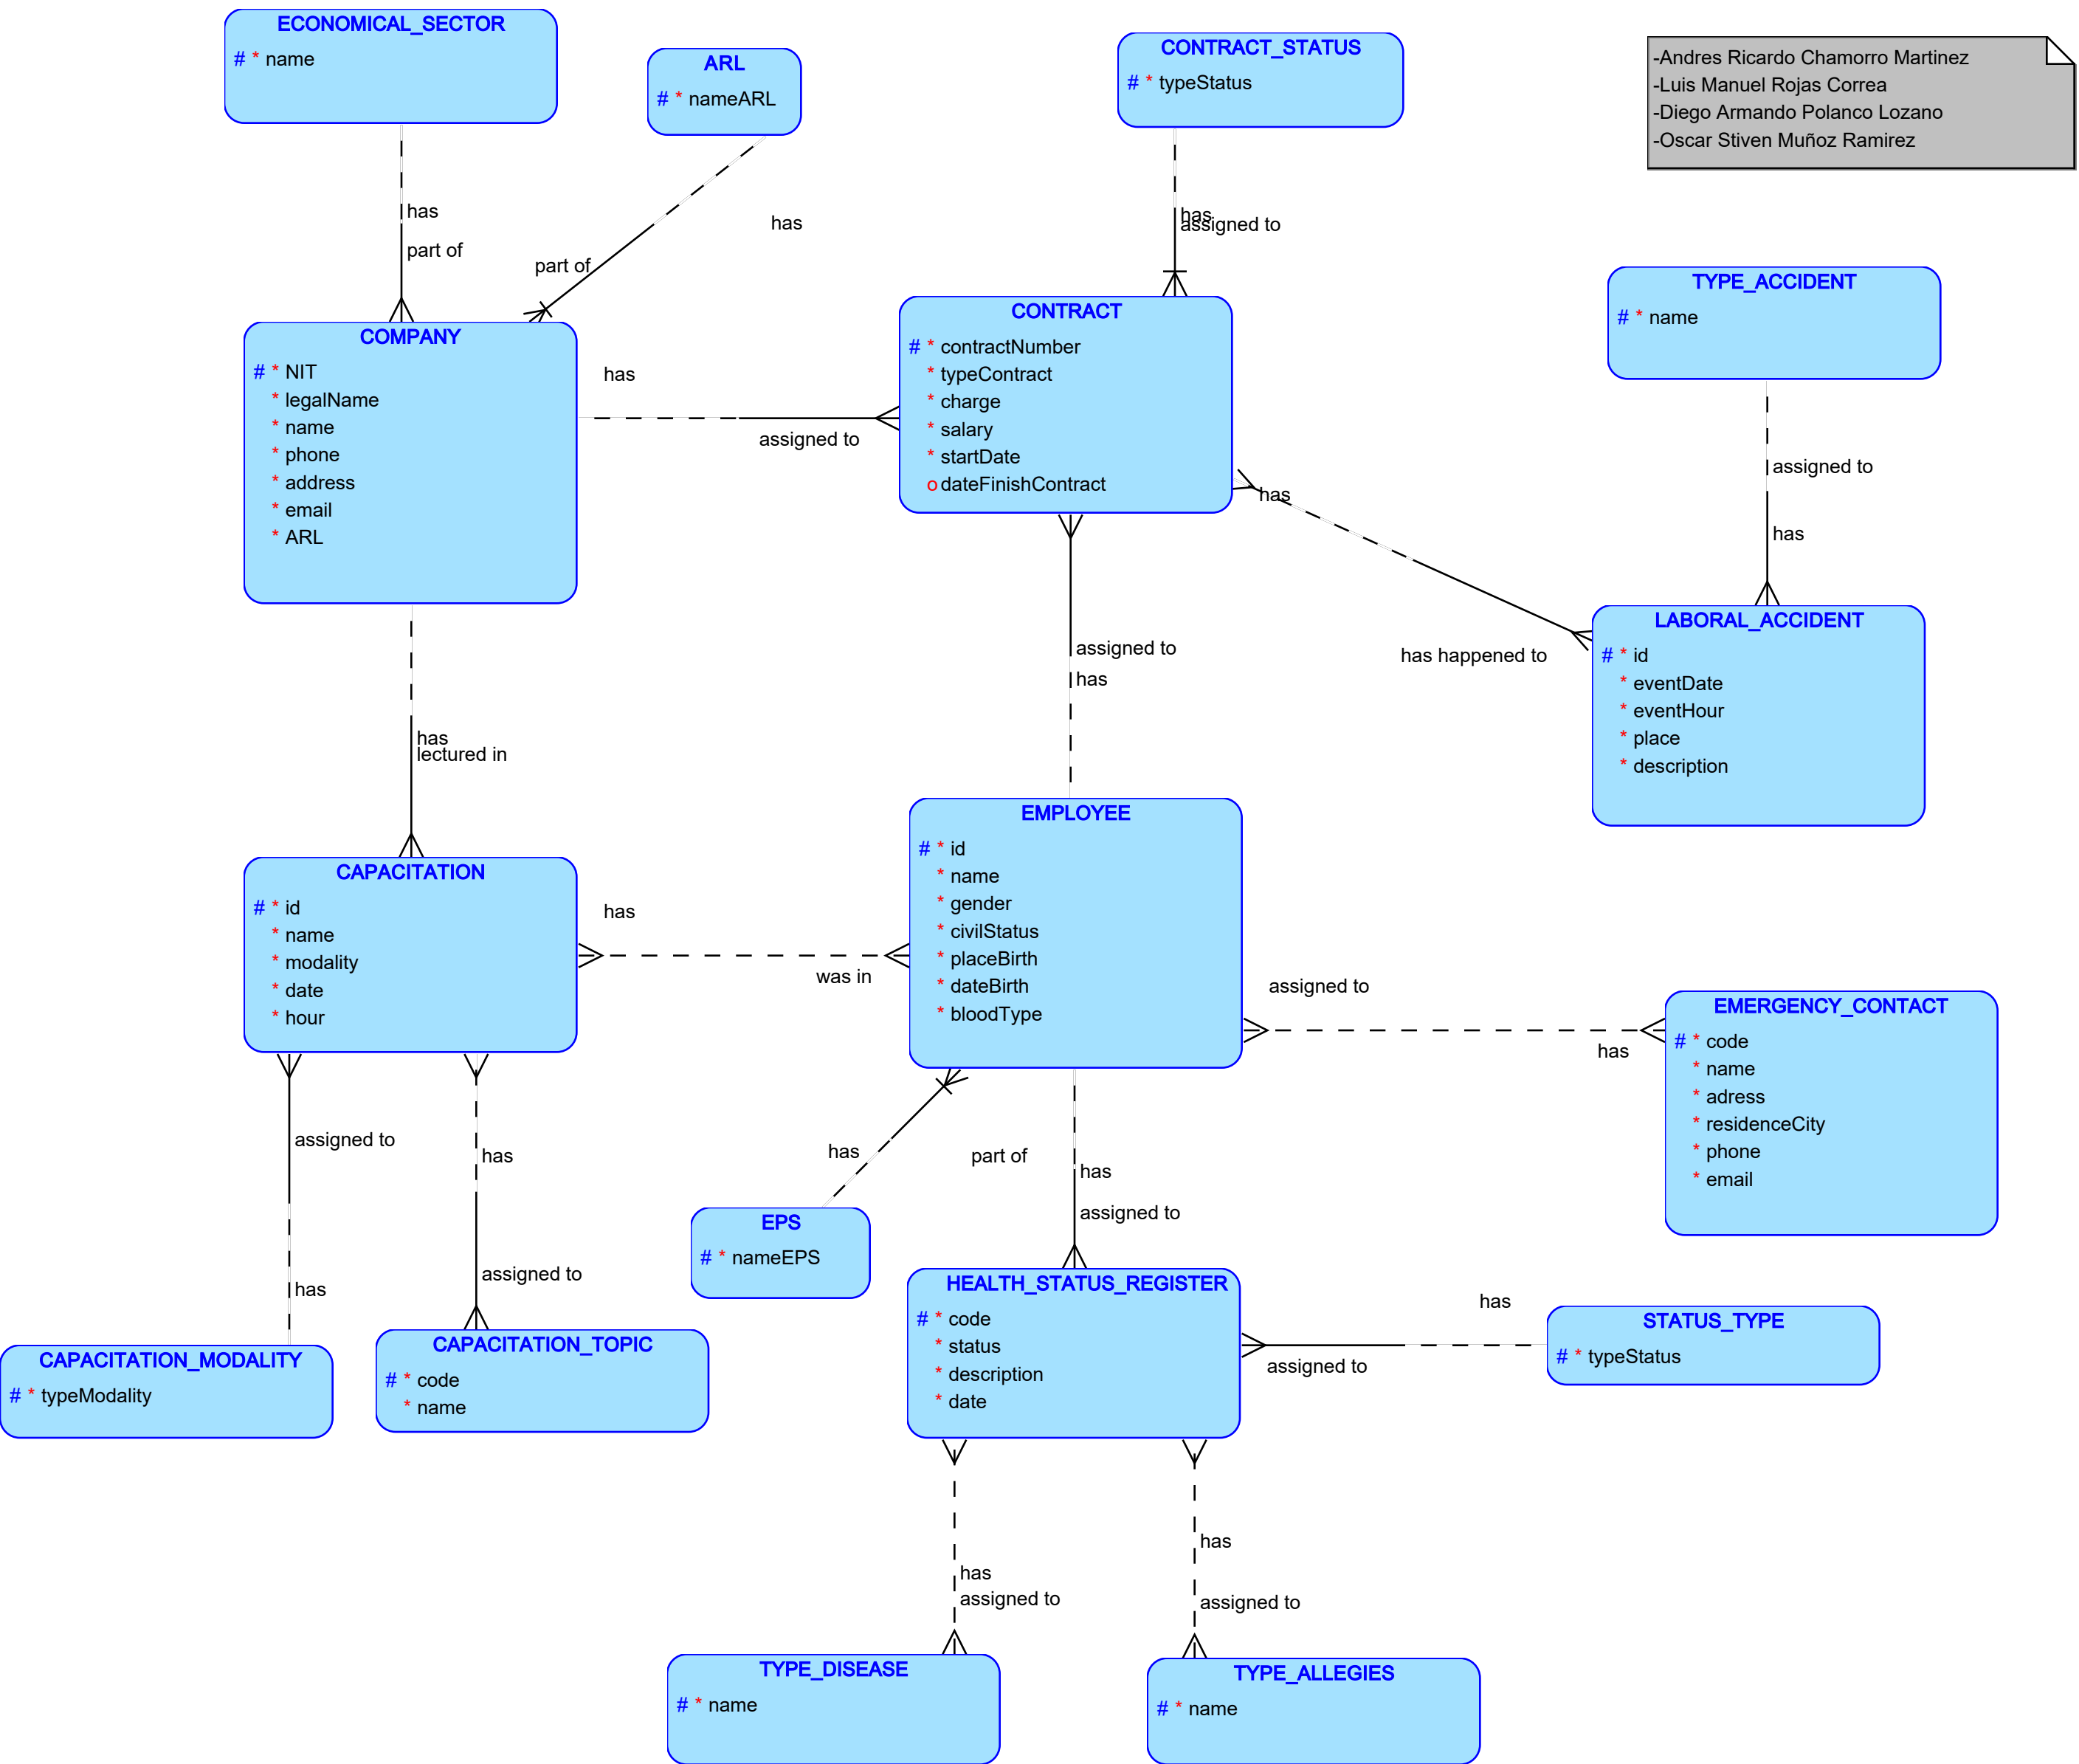 ECONOMICAL_SECTOR
# * name
ARL
# * nameARL
CONTRACT_STATUS
# * typeStatus
-Andres Ricardo Chamorro Martinez
-Luis Manuel Rojas Correa
-Diego Armando Polanco Lozano
-Oscar Stiven Muñoz Ramirez
has
part of
has
part of
has
assigned to
TYPE_ACCIDENT
# * name
COMPANY
# * NIT
* legalName
* name
* phone
* address
* email
* ARL
has
assigned to
CONTRACT
# * contractNumber
* typeContract
* charge
* salary
* startDate
o dateFinishContract
has
has happened to
assigned to
has
LABORAL_ACCIDENT
# * id
* eventDate
* eventHour
* place
* description
assigned to
has
has
lectured in
CAPACITATION
# * id
* name
* modality
* date
* hour
has
was in
EMPLOYEE
# * id
* name
* gender
* civilStatus
* placeBirth
* dateBirth
* bloodType
assigned to
has
EMERGENCY_CONTACT
# * code
* name
* adress
* residenceCity
* phone
* email
assigned to
has
has
assigned to
has
part of
has
assigned to
EPS
# * nameEPS
CAPACITATION_MODALITY
# * typeModality
CAPACITATION_TOPIC
# * code
* name
HEALTH_STATUS_REGISTER
# * code
* status
* description
* date
has
assigned to
STATUS_TYPE
# * typeStatus
has
assigned to
has
assigned to
TYPE_DISEASE
# * name
TYPE_ALLEGIES
# * name